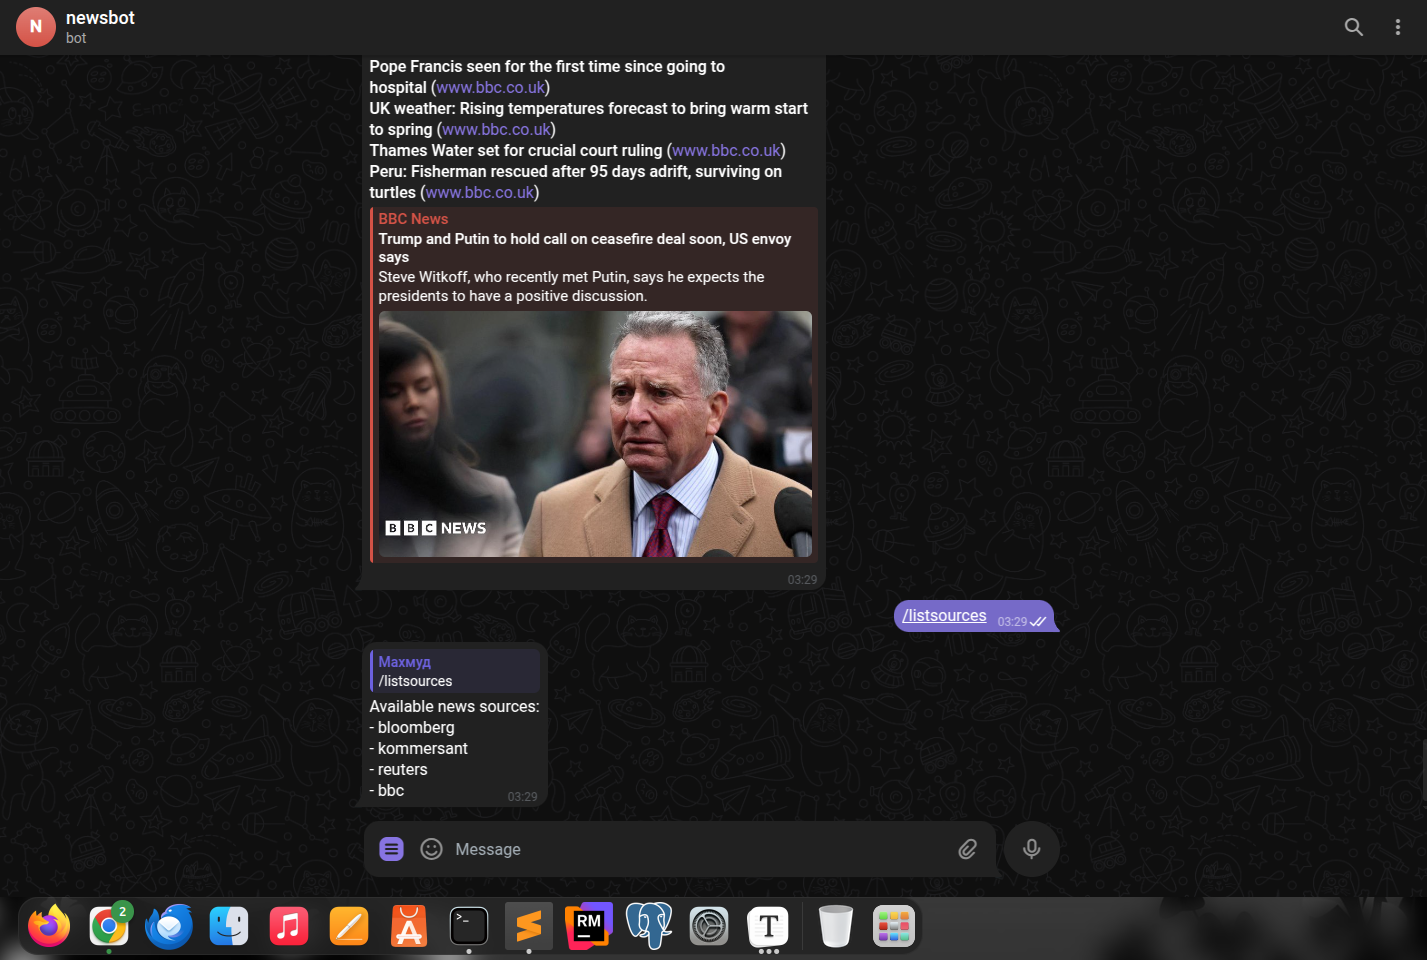 N
newsbot
bot
Pope Francis seen for the first time since going to
hospital (www.bbc.co.uk)
UK weather: Rising temperatures forecast to bring warm start
to spring (www.bbc.co.uk)
Thames Water set for crucial court ruling (www.bbc.co.uk)
Peru: Fisherman rescued after 95 days adrift, surviving on
turtles (www.bbc.co.uk)
BBC News
Trump and Putin to hold call on ceasefire deal soon, US envoy
says
Steve Witkoff, who recently met Putin, says he expects the
presidents to have a positive discussion.
BBC NEWS
03:29
/listsources 03:29
Махмуд
/listsources
Available news sources:
- bloomberg
- kommersant
- reuters
- bbc
03:29
Message
2
>_
RM
T